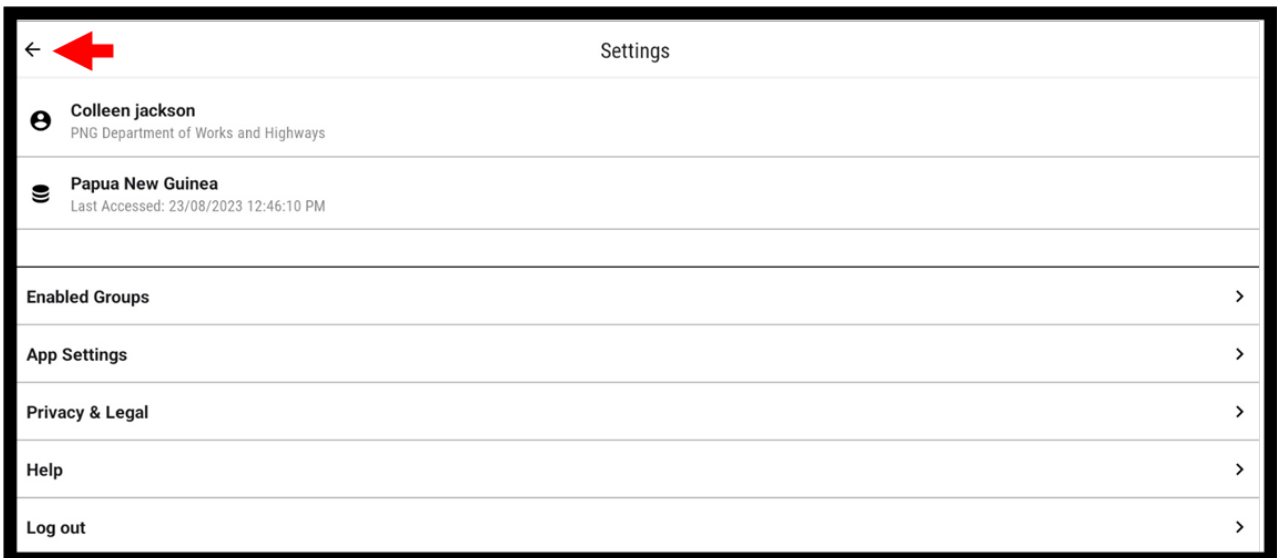 Settings
Colleen jackson
PNG Department of Works and Highways
Papua New Guinea
Last Accessed: 23/08/2023 12:46:10 PM
Enabled Groups
App Settings
Privacy & Legal
Help
Log out